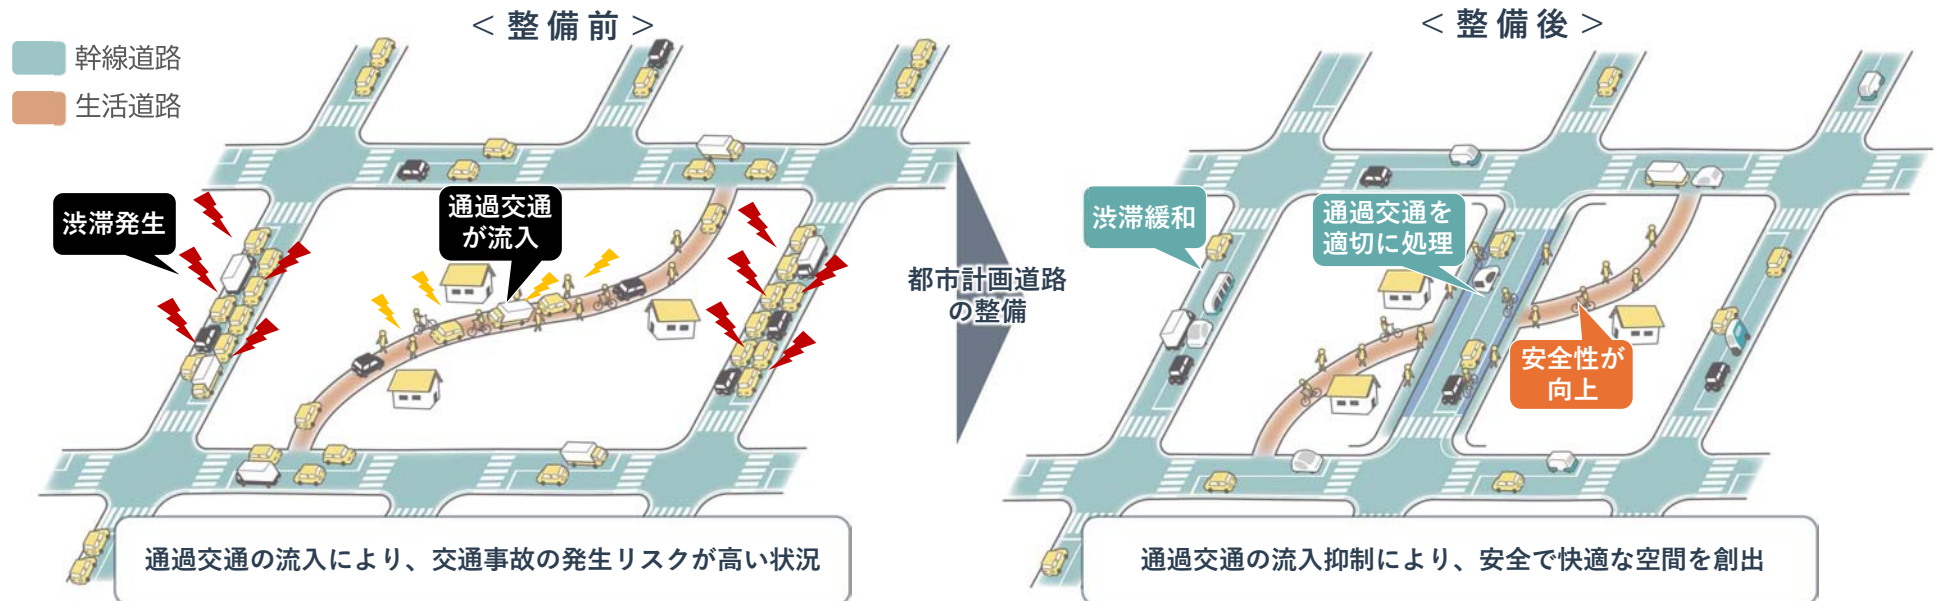 ＜整備前＞
幹線道路
生活道路
渋滞発生
通過交通
が流入
通過交通の流入により、交通事故の発生リスクが高い状況
都市計画道路
の整備
＜整備後＞
渋滞緩和
通過交通を
適切に処理
安全性が
向上
通過交通の流入抑制により、安全で快適な空間を創出